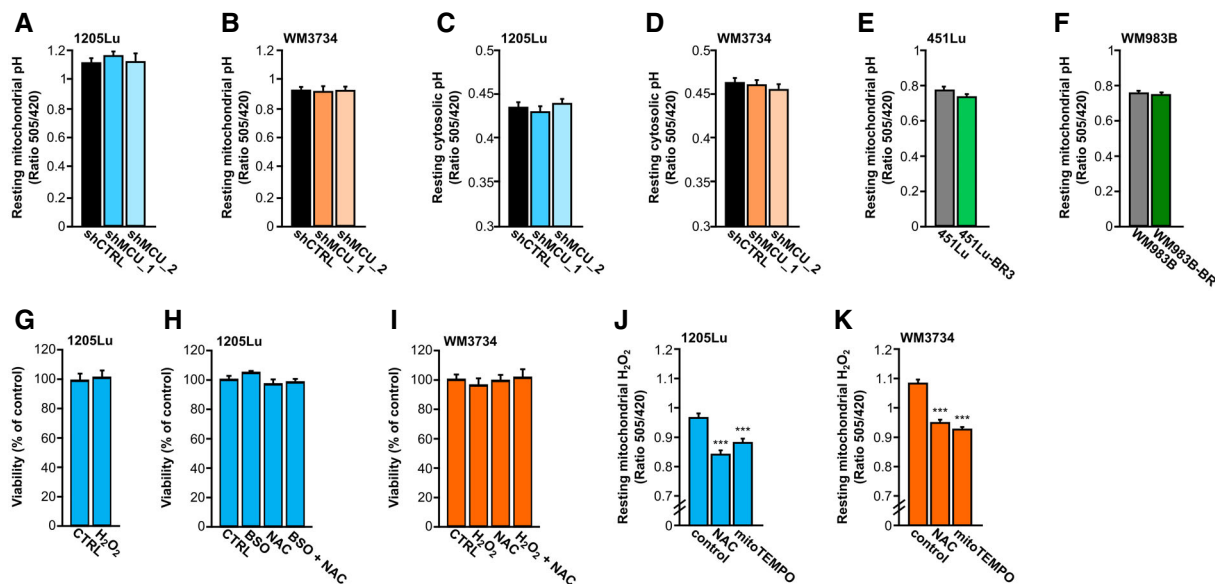 A
1205Lu
Resting mitochondrial pH
(Ratio 505/420)
1.2
1
0.8
0.6
0.4
0.2
0
shCTRL
shMCU_1
shMCU_2
B
WM3734
Resting mitochondrial pH
(Ratio 505/420)
1.2
1
0.8
0.6
0.4
0.2
0
shCTRL
shMCU_1
shMCU_2
C
1205Lu
Resting cytosolic pH
(Ratio 505/420)
0.5
0.45
0.4
0.35
0.3
shCTRL
shMCU_1
shMCU_2
D
WM3734
Resting cytosolic pH
(Ratio 505/420)
0.5
0.45
0.4
0.35
0.3
shCTRL
shMCU_1
shMCU_2
E
451Lu
Resting mitochondrial pH
(Ratio 505/420)
1
0.8
0.6
0.4
0.2
0
451Lu
451Lu-BR3
F
WM983B
Resting mitochondrial pH
(Ratio 505/420)
1
0.8
0.6
0.4
0.2
0
WM983B
WM983B-BR
G
1205Lu
Viability (% of control)
120
100
80
60
40
20
0
CTRL
H₂O₂
H
1205Lu
Viability (% of control)
120
100
80
60
40
20
0
CTRL
BSO
NAC
BSO + NAC
I
WM3734
Viability (% of control)
120
100
80
60
40
20
0
CTRL
H₂O₂
NAC
H₂O₂ + NAC
J
1205Lu
Resting mitochondrial H₂O₂
(Ratio 505/420)
1.2
1.1
1
0.9
0.8
0.7
0
***
***
control
NAC
mitoTEMPO
K
WM3734
Resting mitochondrial H₂O₂
(Ratio 505/420)
1.2
1.1
1
0.9
0.8
0.7
0
***
***
control
NAC
mitoTEMPO